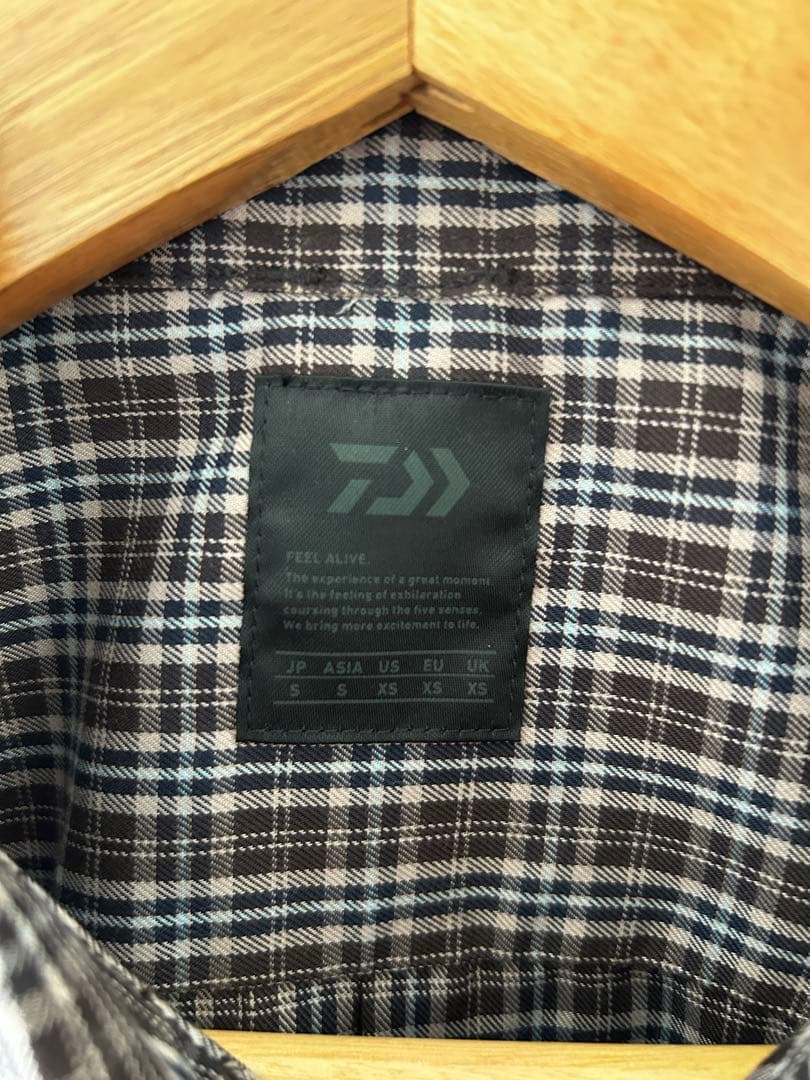 FEEL ALIVE.
The experience of a great moment.
It's the feeling of exhilaration
coursing through the five senses.
We bring more excitement to life.
JP ASIA US EU UK
S S XS XS XS